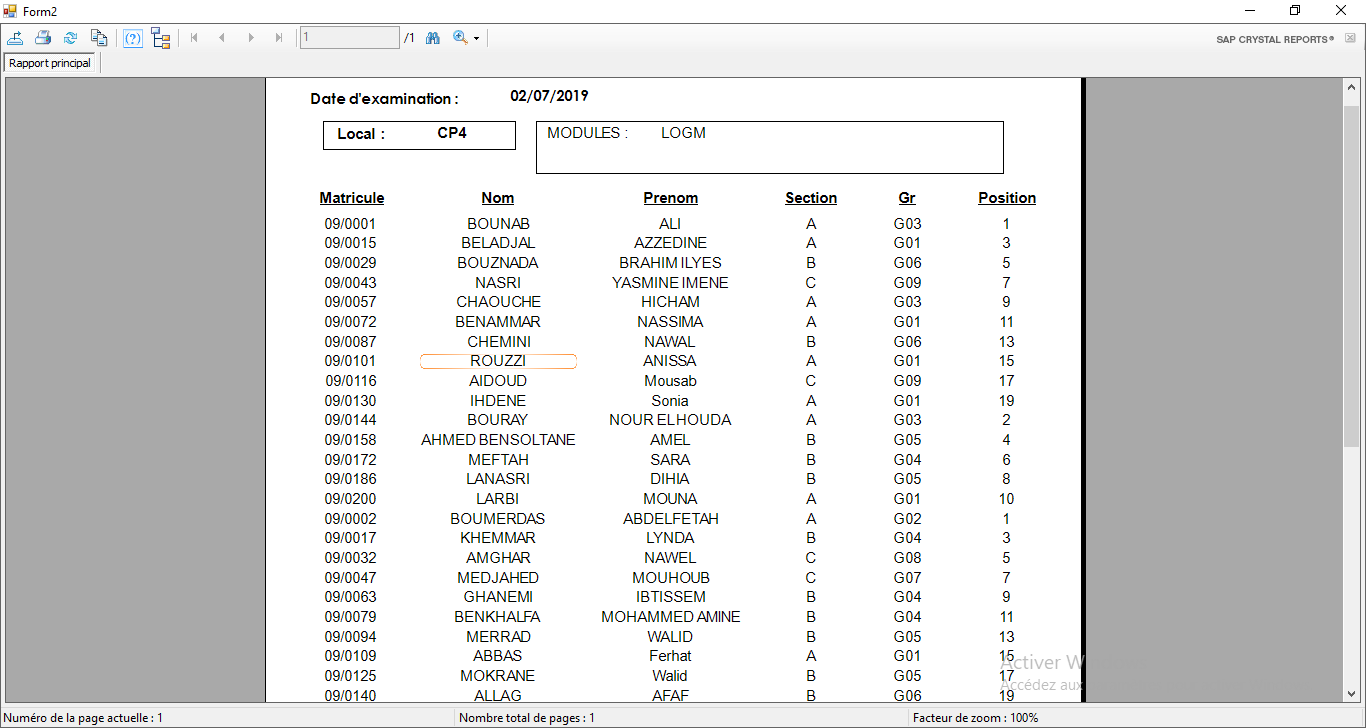 Form2
1 /1 SAP CRYSTAL REPORTS®
Rapport principal
Date d'examination : 02/07/2019
Local : CP4 MODULES : LOGM
Matricule Nom Prenom Section Gr Position
09/0001 BOUNAB ALI A G03 1
09/0015 BELADJAL AZZEDINE A G01 3
09/0029 BOUZNADA BRAHIM ILYES B G06 5
09/0043 NASRI YASMINE IMENE C G09 7
09/0057 CHAOUCHE HICHAM A G03 9
09/0072 BENAMMAR NASSIMA A G01 11
09/0087 CHEMINI NAWAL B G06 13
09/0101 ROUZZI ANISSA A G01 15
09/0116 AIDOUD Mousab C G09 17
09/0130 IHDENE Sonia A G01 19
09/0144 BOURAY NOUR ELHOUDA A G03 2
09/0158 AHMED BENSOLTANE AMEL B G05 4
09/0172 MEFTAH SARA B G04 6
09/0186 LANASRI DIHIA B G05 8
09/0200 LARBI MOUNA A G01 10
09/0002 BOUMERDAS ABDELFETAH A G02 1
09/0017 KHEMMAR LYNDA B G04 3
09/0032 AMGHAR NAWEL C G08 5
09/0047 MEDJAHED MOUHOUB C G07 7
09/0063 GHANEMI IBTISSEM B G04 9
09/0079 BENKHALFA MOHAMMED AMINE B G04 11
09/0094 MERRAD WALID B G05 13
09/0109 ABBAS Ferhat A G01 15
Activer W
09/0125 MOKRANE Walid B G05 17
Accédez aux
09/0140 ALLAG AFAF B G06 19
Numéro de la page actuelle : 1 Nombre total de pages : 1 Facteur de zoom : 100%